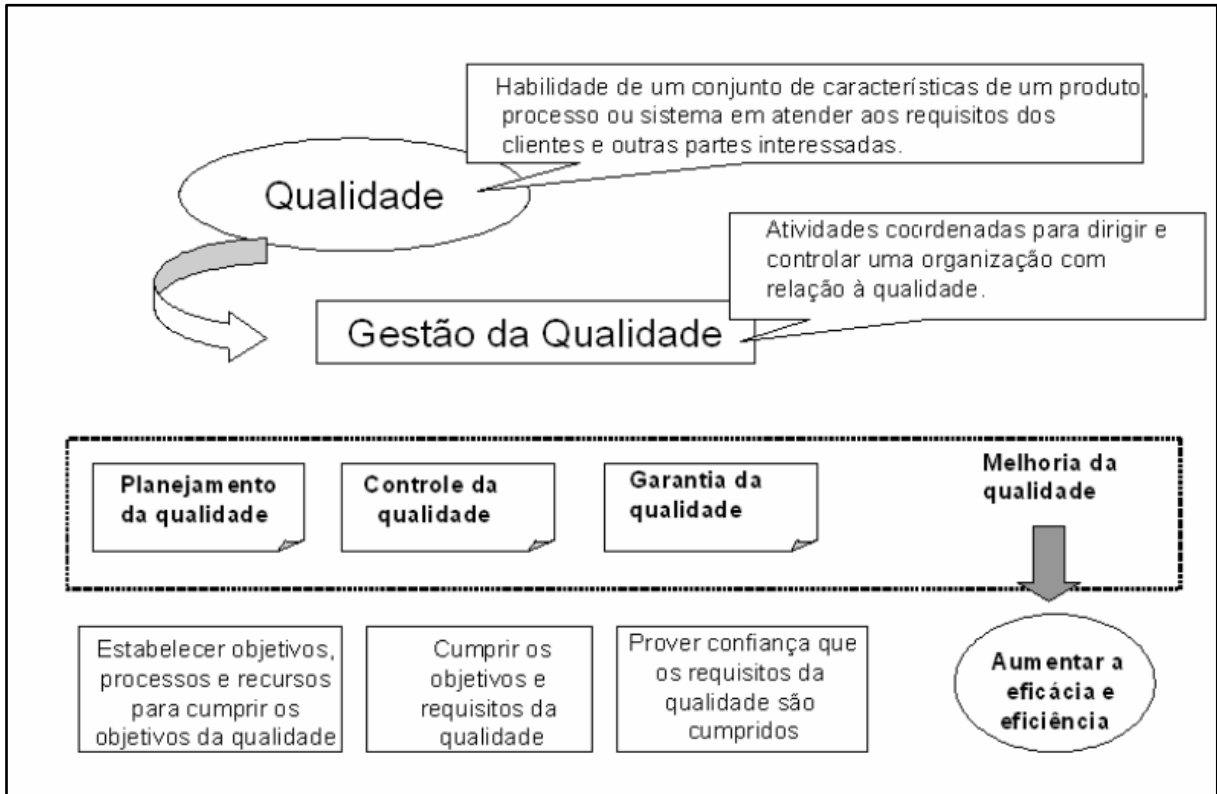 Habilidade de um conjunto de características de um produto,
processo ou sistema em atender aos requisitos dos
clientes e outras partes interessadas.
Qualidade
Atividades coordenadas para dirigir e
controlar uma organização com
relação à qualidade.
Gestão da Qualidade
Planejamento
da qualidade
Controle da
qualidade
Garantia da
qualidade
Melhoria da
qualidade
Estabelecer objetivos,
processos e recursos
para cumprir os
objetivos da qualidade
Cumprir os
objetivos e
requisitos da
qualidade
Prover confiança que
os requisitos da
qualidade são
cumpridos
Aumentar a
eficácia e
eficiência